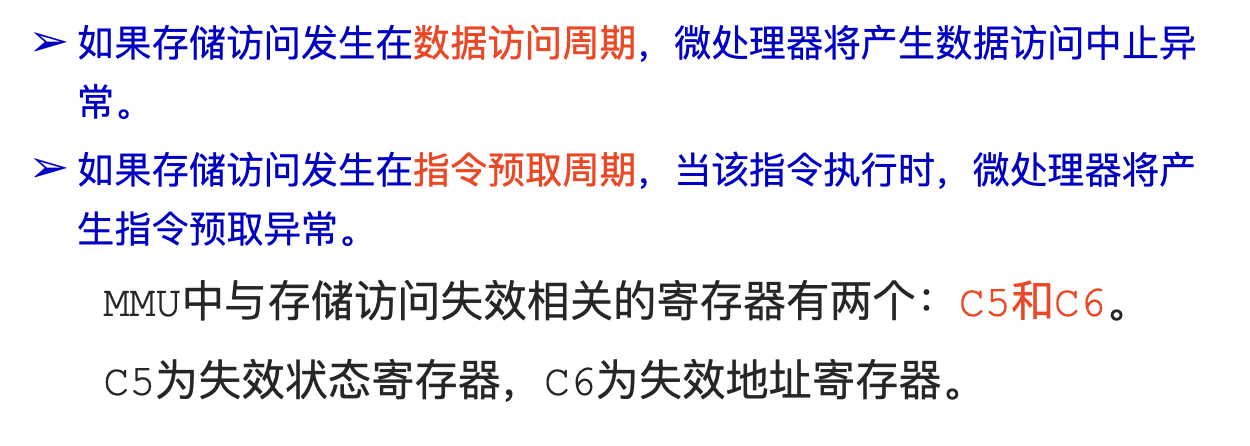 ➢ 如果存储访问发生在数据访问周期，微处理器将产生数据访问中止异
常。
➢ 如果存储访问发生在指令预取周期，当该指令执行时，微处理器将产
生指令预取异常。
MMU中与存储访问失效相关的寄存器有两个：C5和C6。
C5为失效状态寄存器，C6为失效地址寄存器。